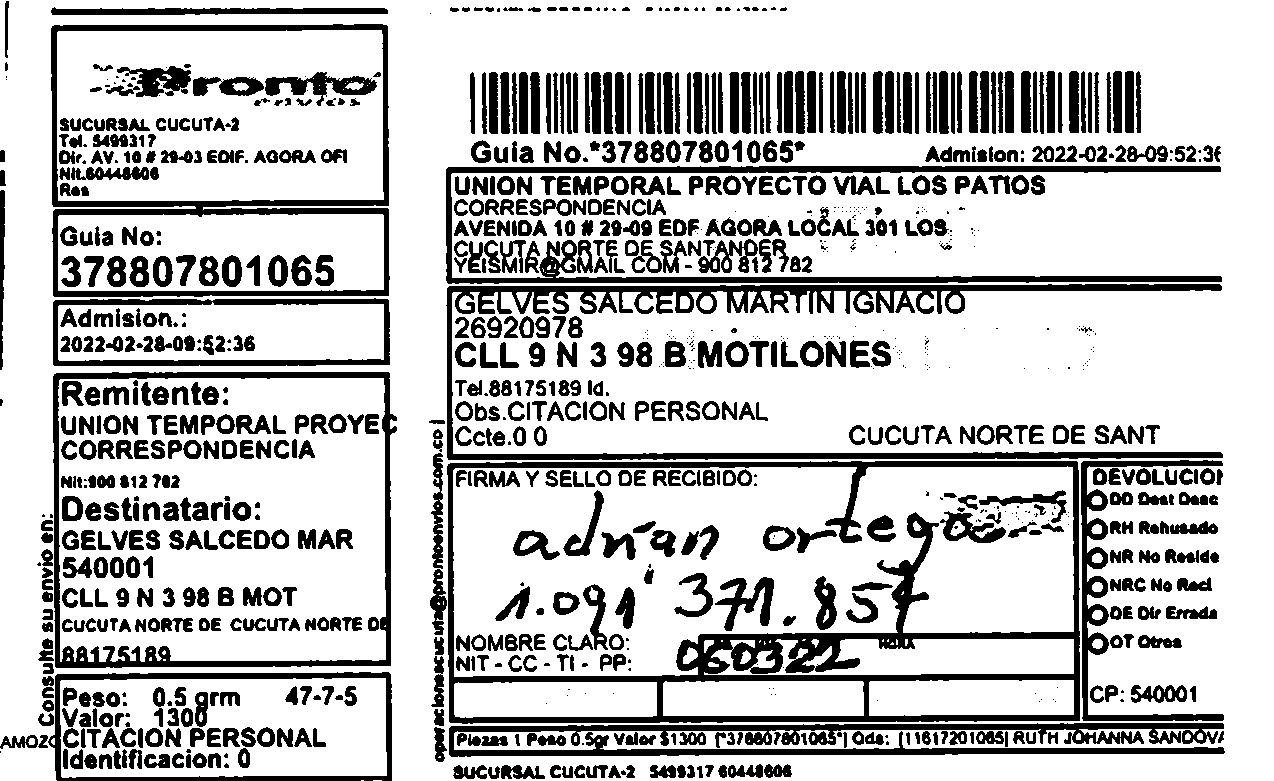 Pronto
envios
SUCURSAL CUCUTA-2
Tel. 5499317
Dir. AV. 10 # 29-03 EDIF. AGORA OFI
Nit.60448606
Res
Guia No:
378807801065
Admision.:
2022-02-28-09:52:36
Remitente:
UNION TEMPORAL PROYEC
CORRESPONDENCIA
Nit:900 812 782
Destinatario:
GELVES SALCEDO MAR
540001
CLL 9 N 3 98 B MOT
CUCUTA NORTE DE CUCUTA NORTE DE
88175189
Peso: 0.5 grm 47-7-5
Valor: 1300
CITACION PERSONAL
Identificacion: 0
Consulte su envio en:
AMOZO
Guia No.*378807801065*
Admision: 2022-02-28-09:52:36
UNION TEMPORAL PROYECTO VIAL LOS PATIOS
CORRESPONDENCIA
AVENIDA 10 # 29-09 EDF AGORA LOCAL 301 LOS
CUCUTA NORTE DE SANTANDER
YEISMIR@GMAIL COM - 900 812 782
GELVES SALCEDO MARTIN IGNACIO
26920978
CLL 9 N 3 98 B MOTILONES
Tel.88175189 Id.
Obs.CITACION PERSONAL
Ccte.0 0
CUCUTA NORTE DE SANT
operacionescucuta@prontoenvios.com.co |
FIRMA Y SELLO DE RECIBIDO:
adrian ortega
1.091 371.857
NOMBRE CLARO:
NIT - CC - TI - PP:
HORA
060322
DEVOLUCION
DD Dest Desc
RH Rehusado
NR No Reside
NRC No Recl
DE Dir Errada
OT Otros
CP: 540001
Piezas 1 Peso 0.5gr Valor $1300 [*378807801065*] Ods: [11617201065] RUTH JOHANNA SANDOVA
SUCURSAL CUCUTA-2 5499317 60448606